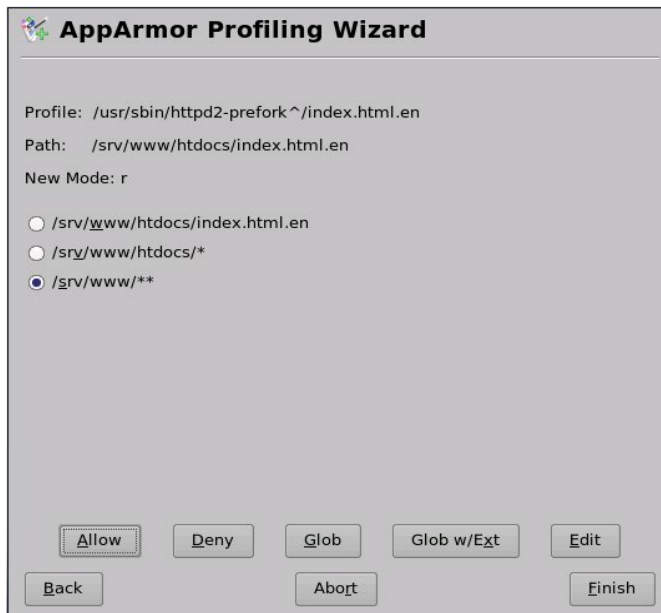 AppArmor Profiling Wizard
Profile: /usr/sbin/httpd2-prefork^/index.html.en
Path: /srv/www/htdocs/index.html.en
New Mode: r
/srv/www/htdocs/index.html.en
/srv/www/htdocs/*
/srv/www/**
Allow Deny Glob Glob w/Ext Edit
Back Abort Finish